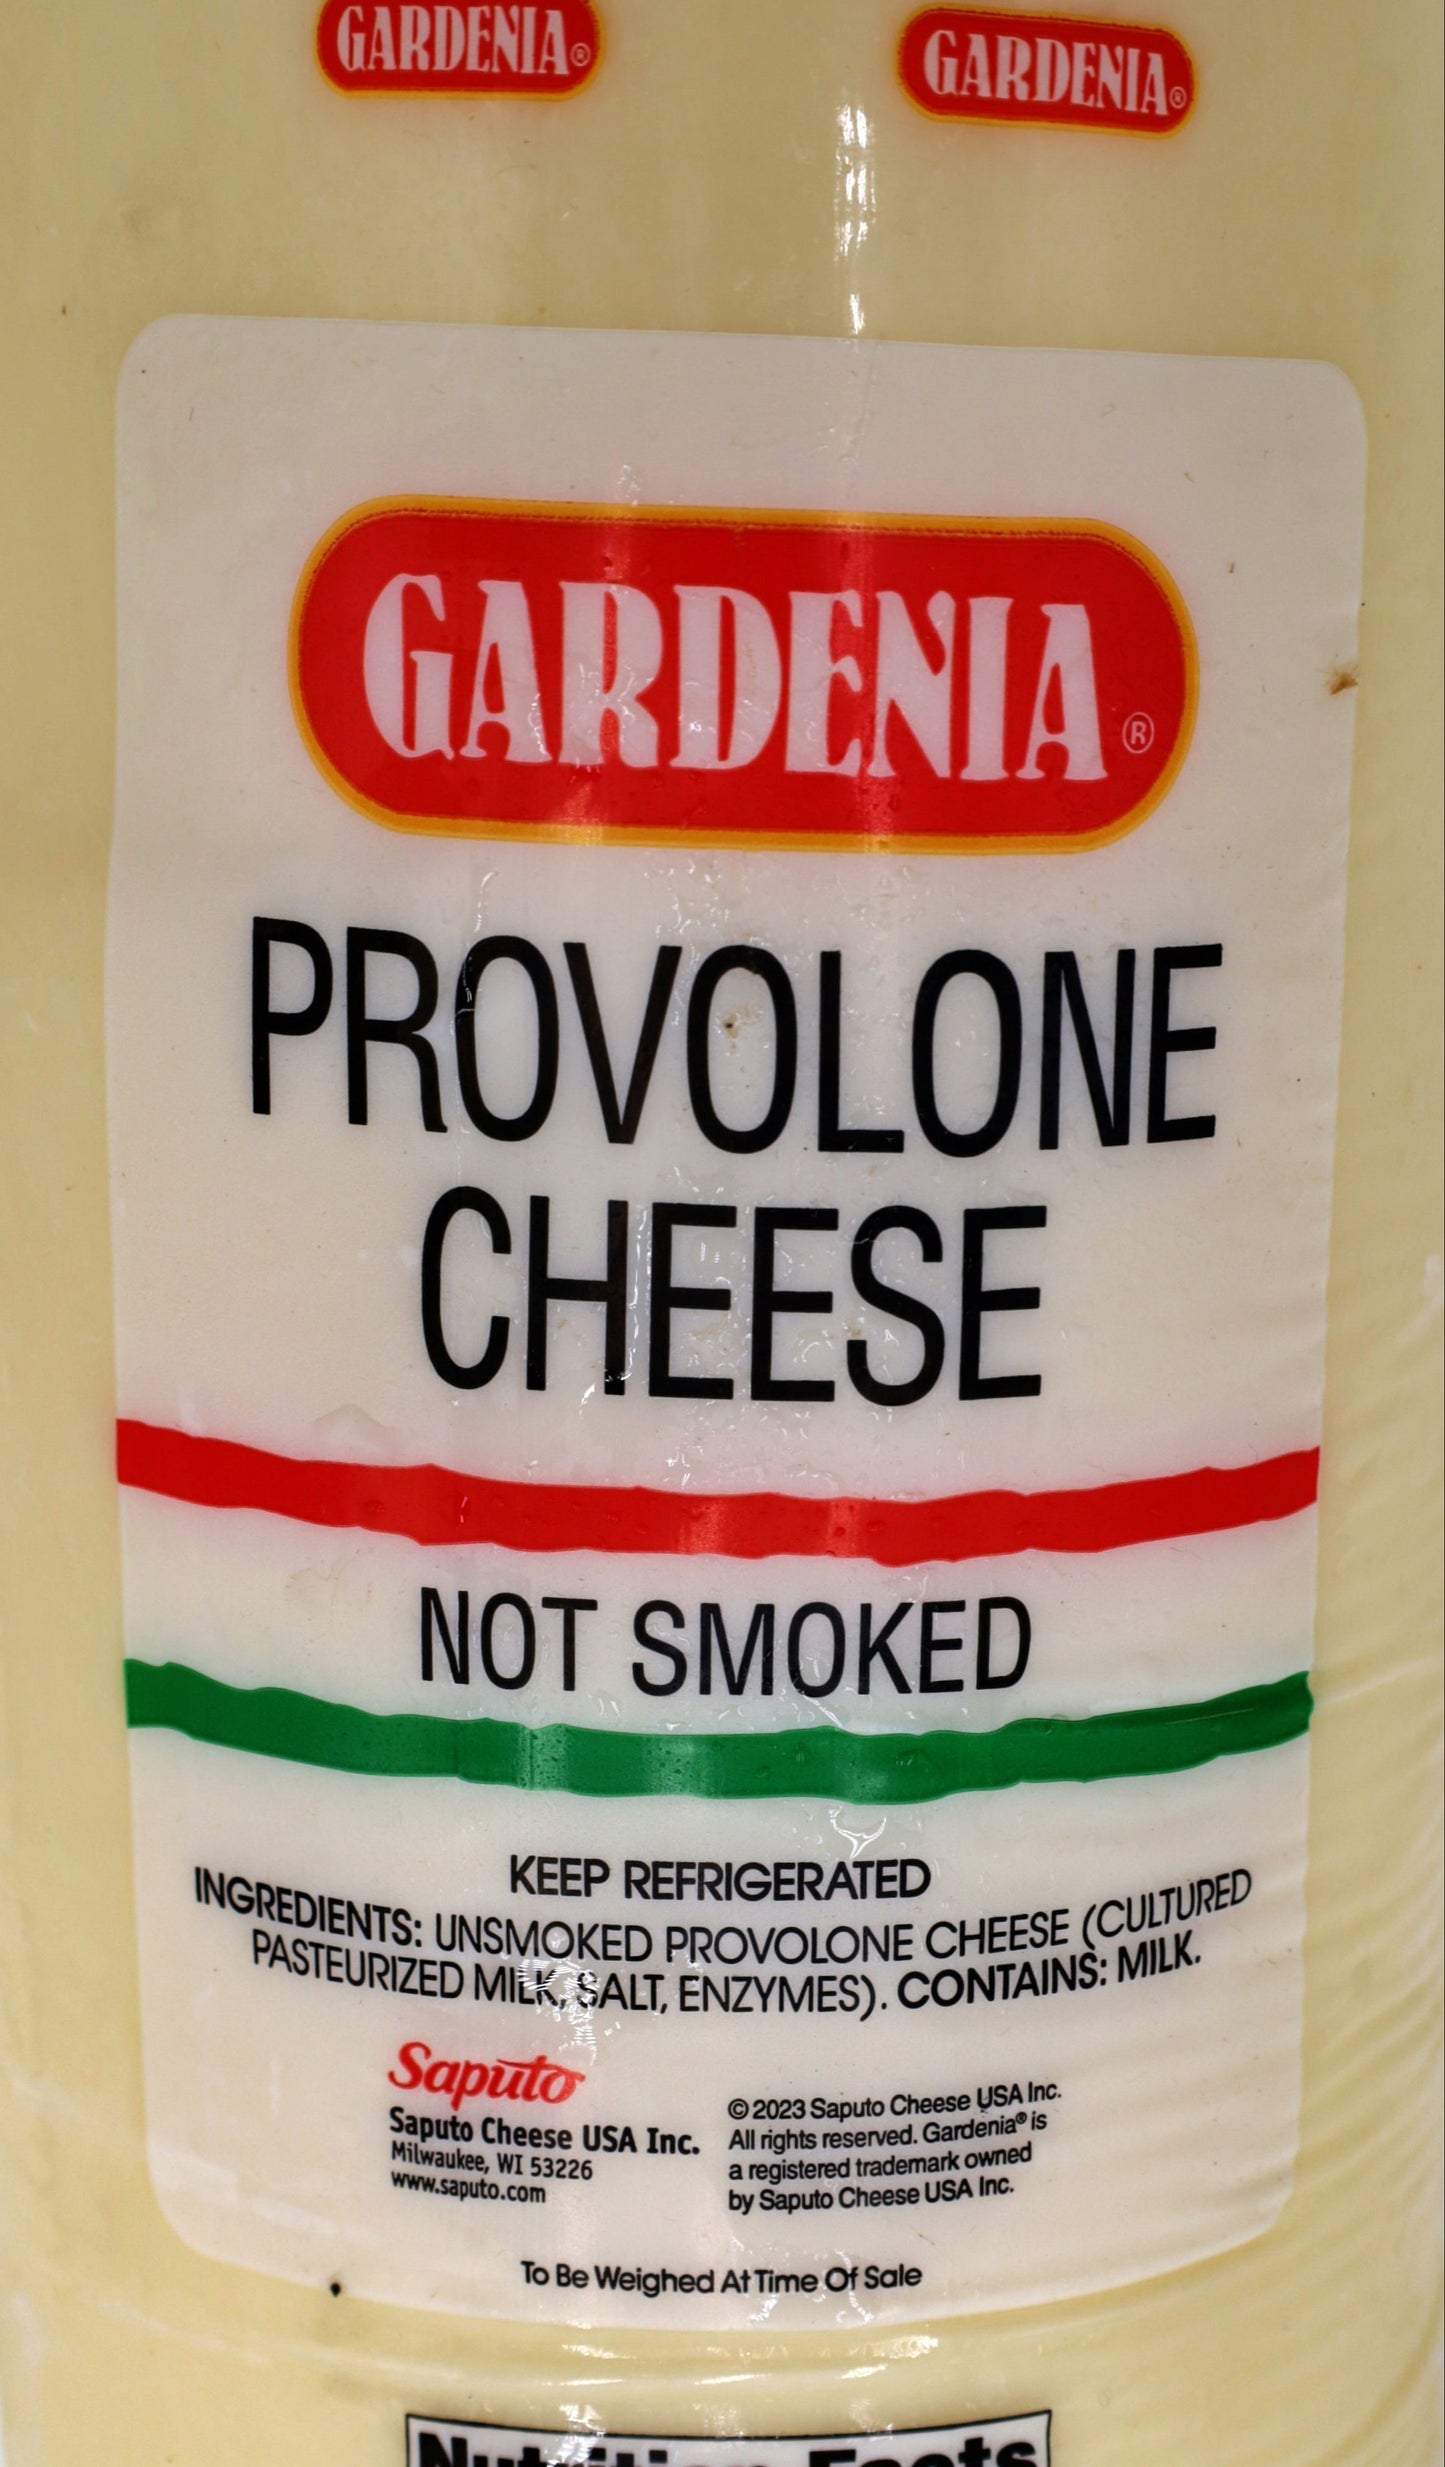 GARDENIA®
GARDENIA®
GARDENIA®
PROVOLONE
CHEESE
NOT SMOKED
KEEP REFRIGERATED
INGREDIENTS: UNSMOKED PROVOLONE CHEESE (CULTURED
PASTEURIZED MILK, SALT, ENZYMES). CONTAINS: MILK.
Saputo
Saputo Cheese USA Inc.
Milwaukee, WI 53226
www.saputo.com
© 2023 Saputo Cheese USA Inc.
All rights reserved. Gardenia® is
a registered trademark owned
by Saputo Cheese USA Inc.
To Be Weighed At Time Of Sale
Nutrition Facts